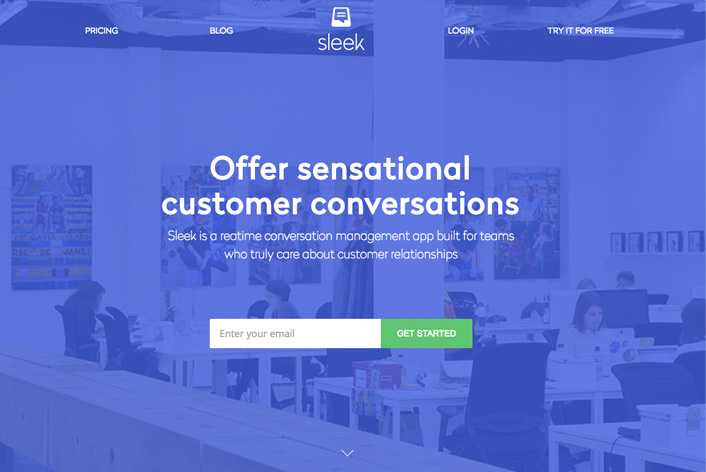 PRICING
BLOG
sleek
LOGIN
TRY IT FOR FREE
Offer sensational
customer conversations
Sleek is a reatime conversation management app built for teams
who truly care about customer relationships
Enter your email
GET STARTED